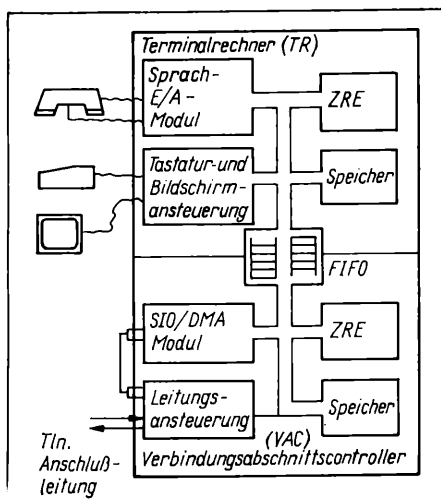 Terminalrechner (TR)
Sprach-
E/A-
Modul
ZRE
Tastatur-und
Bildschirm-
ansteuerung
Speicher
FIFO
SIO/DMA
Modul
ZRE
Leitungs-
ansteuerung
Speicher
Tln.
Anschluß-
leitung
(VAC)
Verbindungsabschnittscontroller